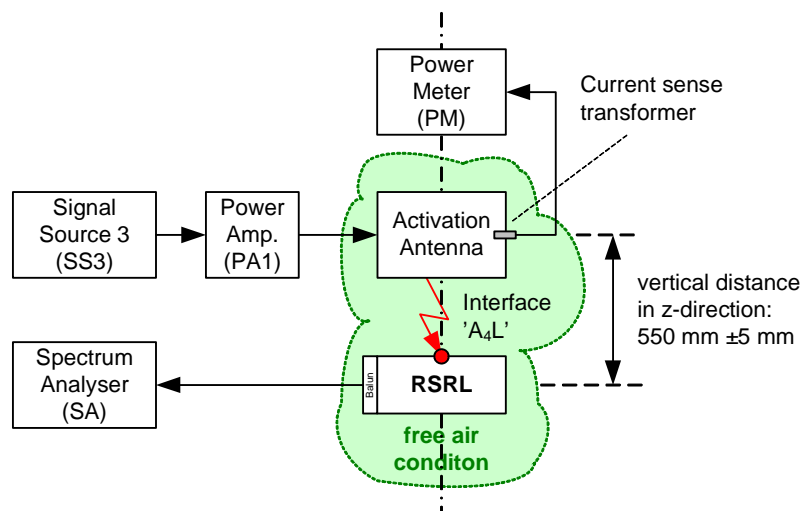 Power
Meter
(PM)
Current sense
transformer
Signal
Source 3
(SS3)
Power
Amp.
(PA1)
Activation
Antenna
Interface
'A₄L'
vertical distance
in z-direction:
550 mm ±5 mm
Spectrum
Analyser
(SA)
Balun
RSRL
free air
conditon